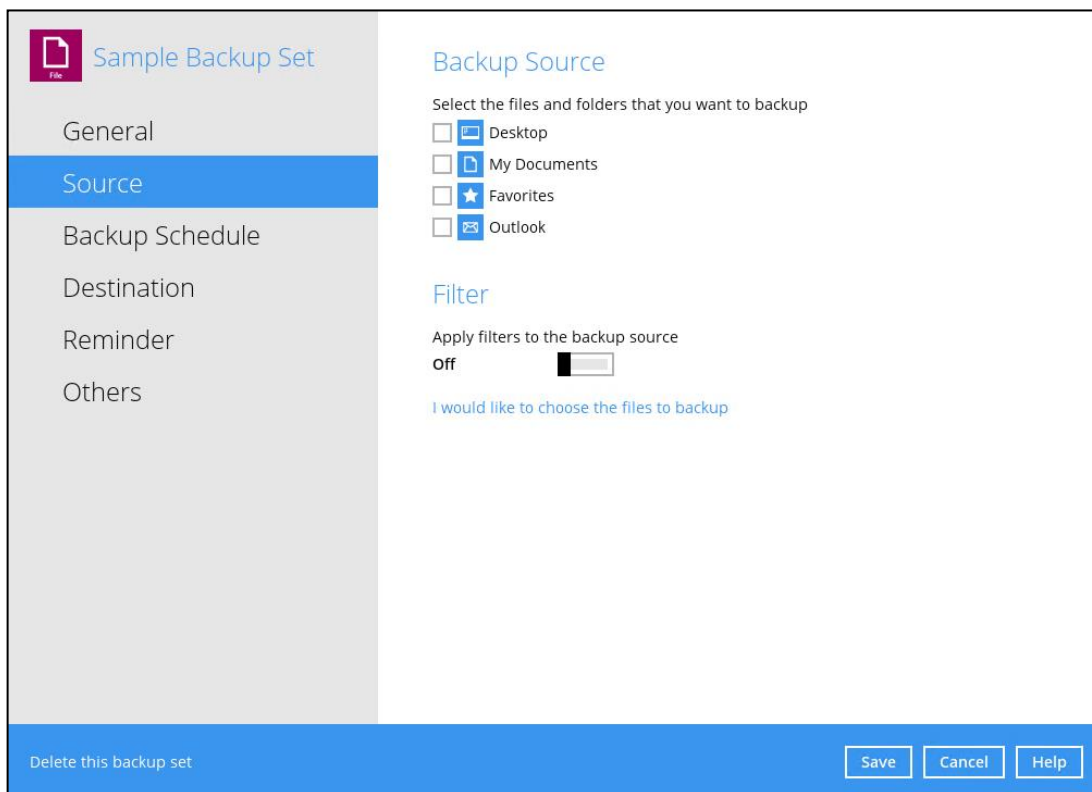 File
Sample Backup Set
General
Source
Backup Schedule
Destination
Reminder
Others
Backup Source
Select the files and folders that you want to backup
Desktop
My Documents
Favorites
Outlook
Filter
Apply filters to the backup source
Off
I would like to choose the files to backup
Delete this backup set
Save
Cancel
Help